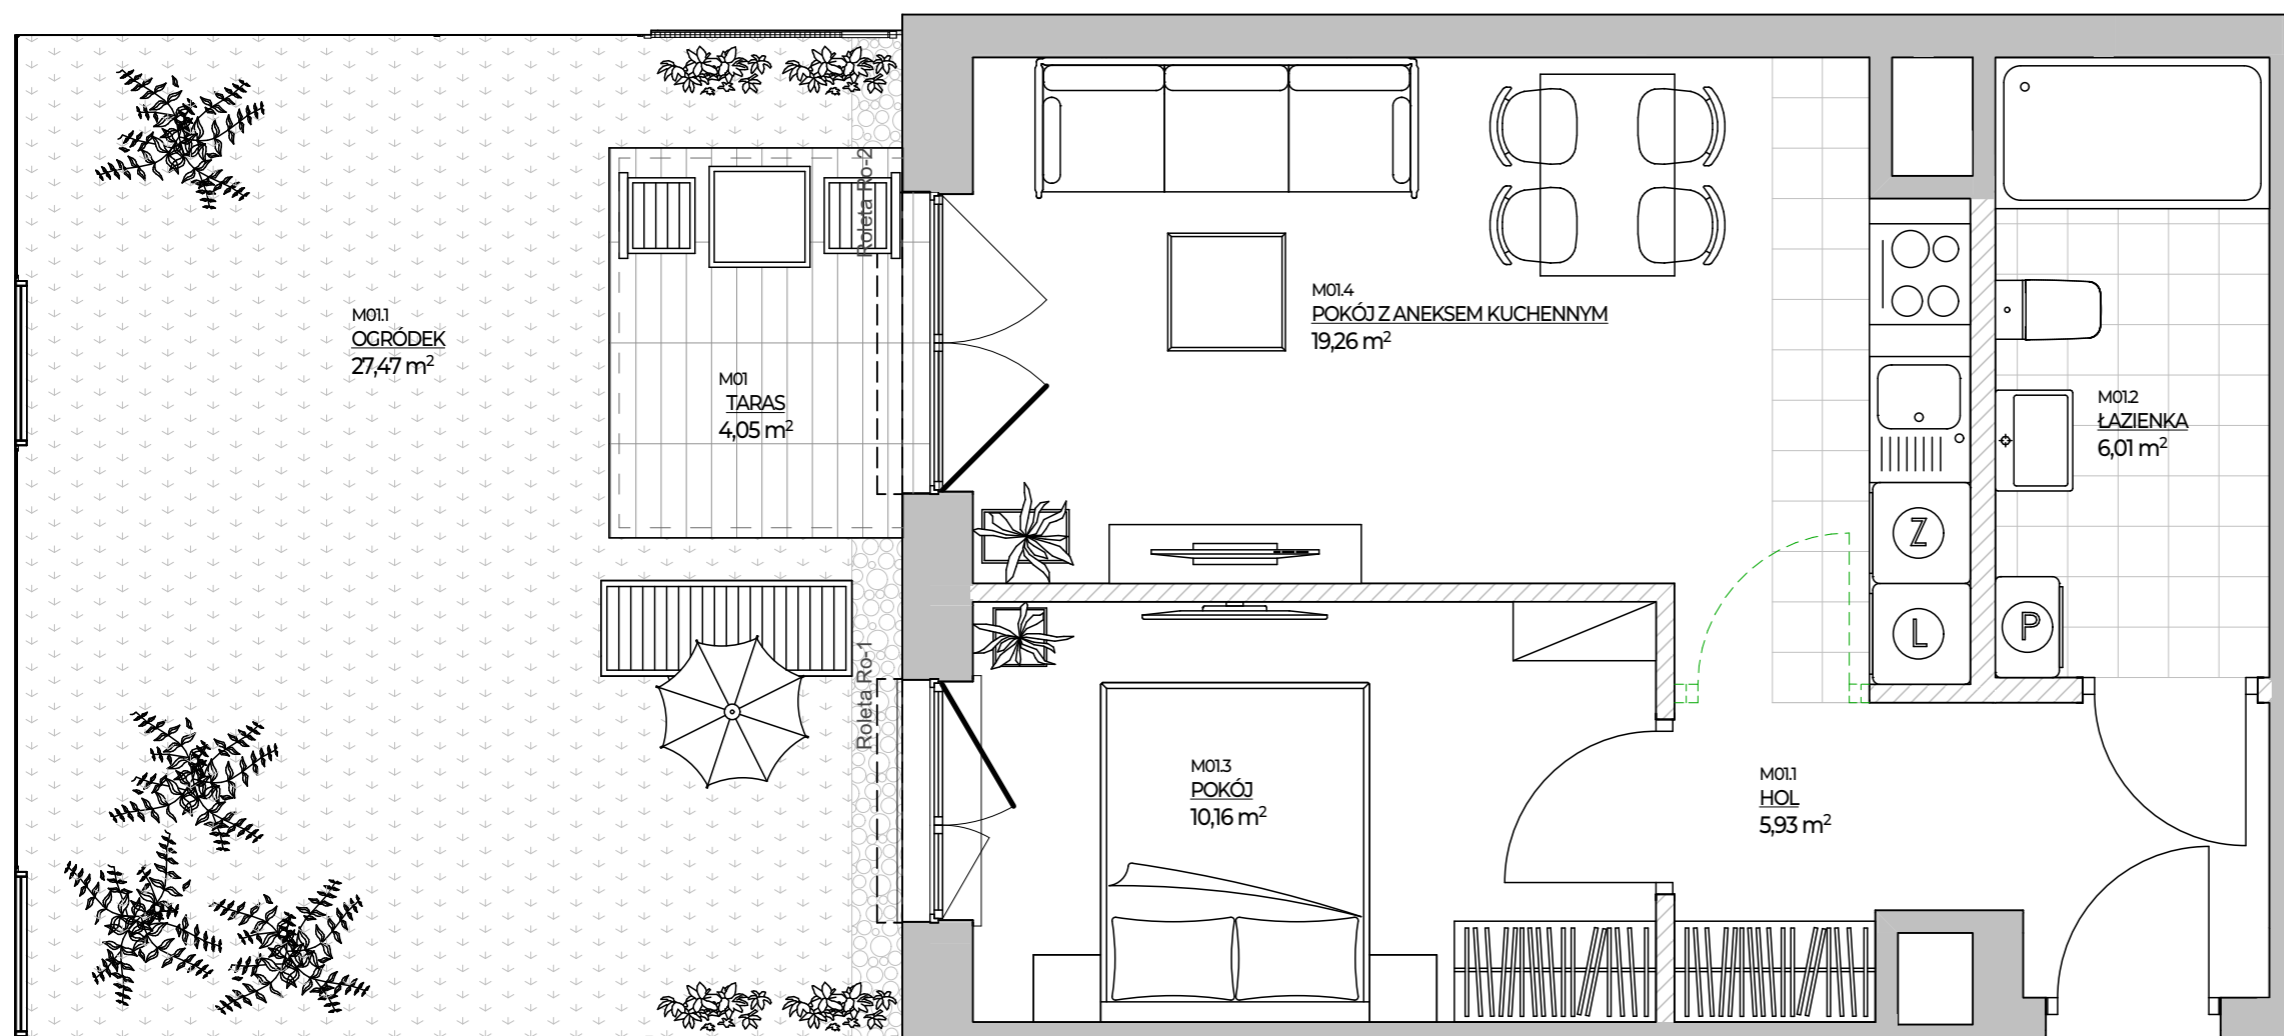 M01.1
OGRÓDEK
27,47 m²
M01
TARAS
4,05 m²
Roleta Ro-2
Roleta Ro-1
M01.4
POKÓJ Z ANEKSEM KUCHENNYM
19,26 m²
M01.2
ŁAZIENKA
6,01 m²
Z
L
P
M01.3
POKÓJ
10,16 m²
M01.1
HOL
5,93 m²